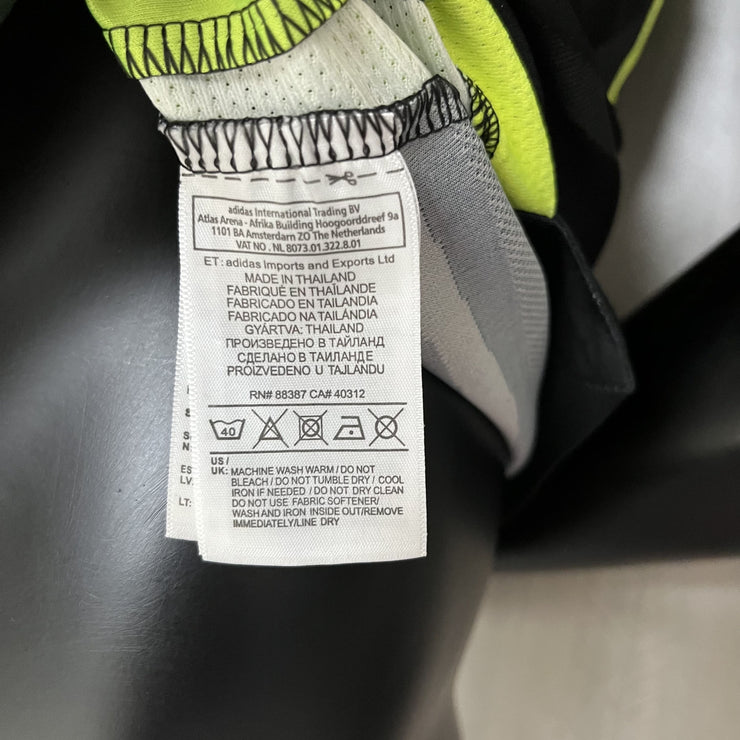 adidas International Trading BV
Atlas Arena - Afrika Building Hoogoorddreef 9a
1101 BA Amsterdam ZO The Netherlands
VAT NO . NL 8073.01.322.8.01
ET: adidas Imports and Exports Ltd
MADE IN THAILAND
FABRIQUÉ EN THAÏLANDE
FABRICADO EN TAILANDIA
FABRICADO NA TAILÂNDIA
GYÁRTVA: THAILAND
ПРОИЗВЕДЕНО В ТАЙЛАНД
СДЕЛАНО В ТАИЛАНДЕ
PROIZVEDENO U TAJLANDU
RN# 88387 CA# 40312
40
US /
UK: MACHINE WASH WARM / DO NOT
BLEACH / DO NOT TUMBLE DRY / COOL
IRON IF NEEDED / DO NOT DRY CLEAN
DO NOT USE FABRIC SOFTENER/
WASH AND IRON INSIDE OUT/REMOVE
IMMEDIATELY/LINE DRY
ES
LV
LT: